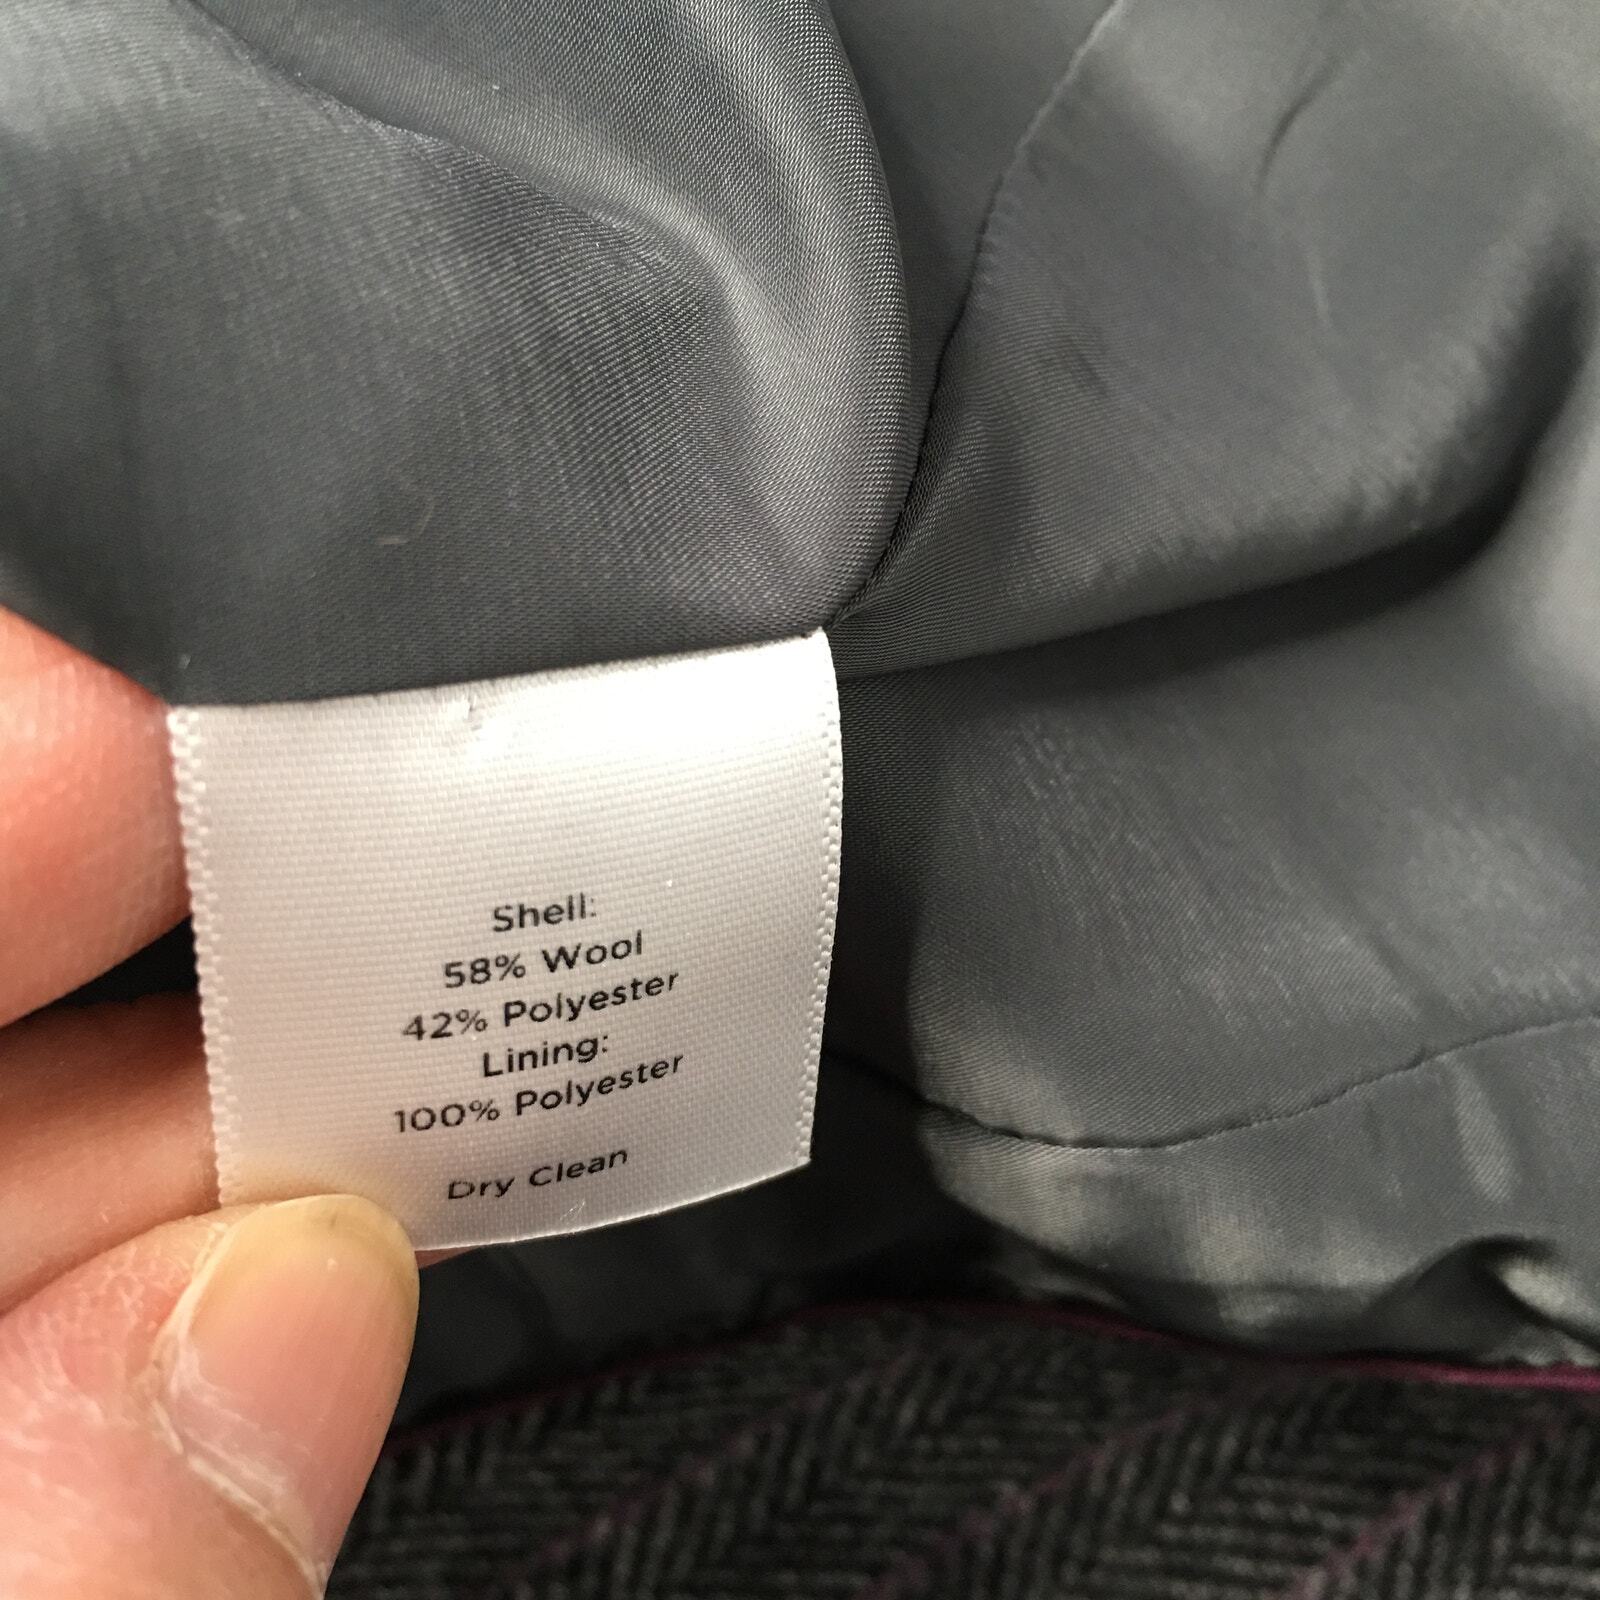 Shell:
58% Wool
42% Polyester
Lining:
100% Polyester
Dry Clean